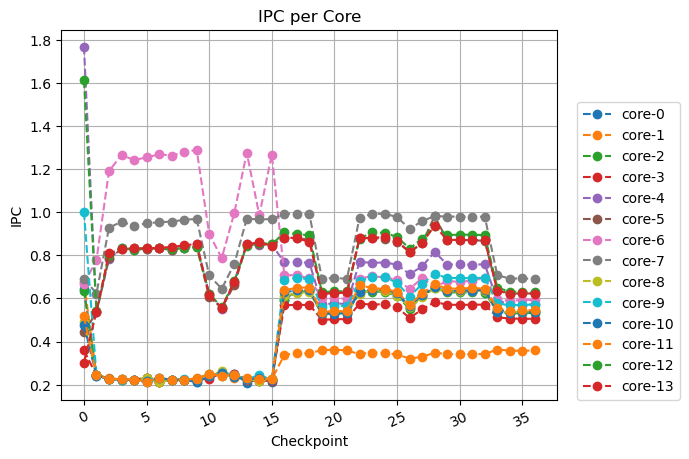 IPC per Core
1.8
1.6
1.4
1.2
1.0
0.8
0.6
0.4
0.2
IPC
0
5
10
15
20
25
30
35
Checkpoint
core-0
core-1
core-2
core-3
core-4
core-5
core-6
core-7
core-8
core-9
core-10
core-11
core-12
core-13